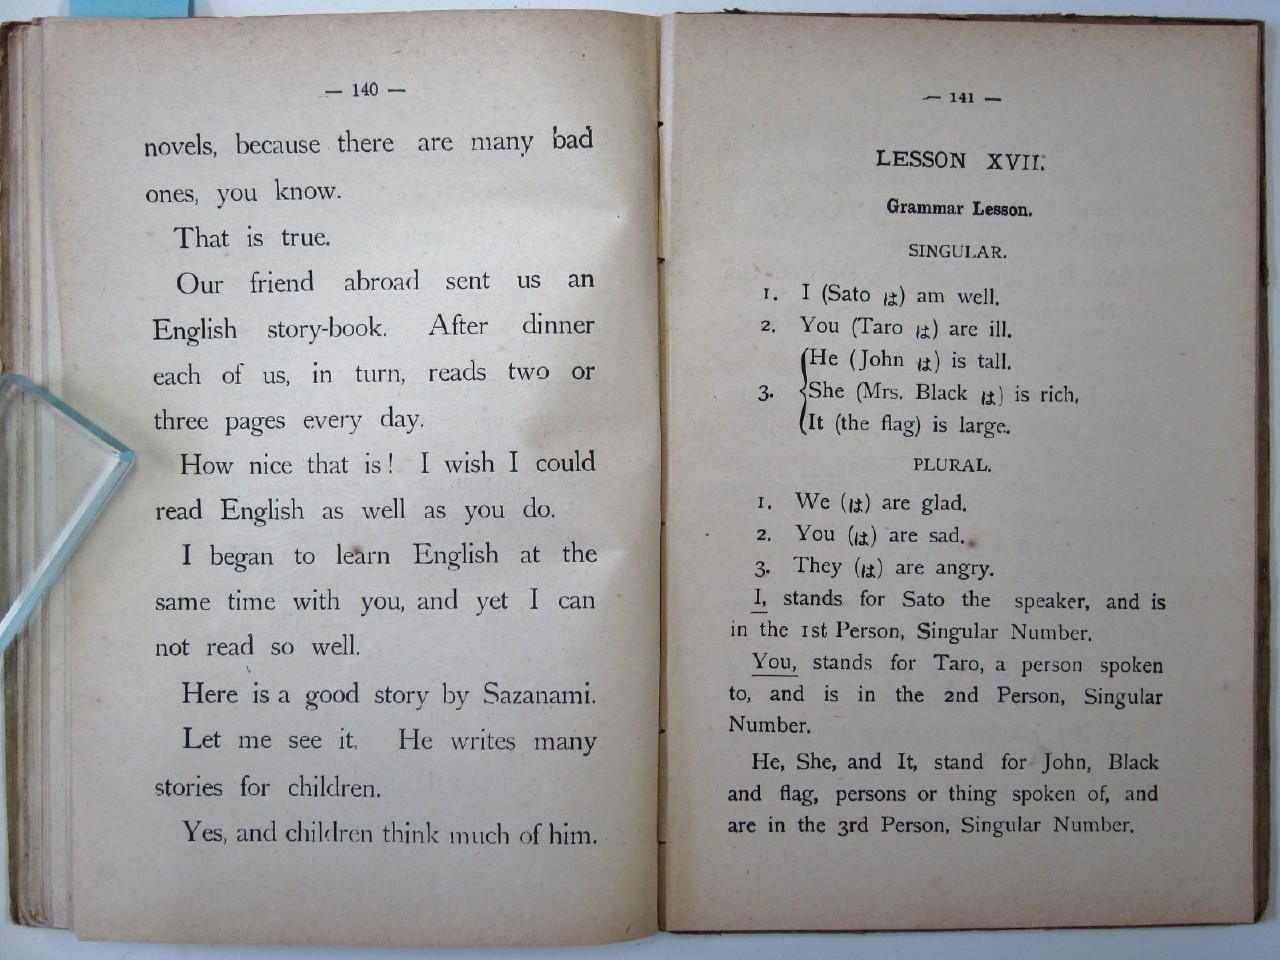 — 140 —
novels, because there are many bad
ones, you know.
That is true.
Our friend abroad sent us an
English story-book. After dinner
each of us, in turn, reads two or
three pages every day.
How nice that is! I wish I could
read English as well as you do.
I began to learn English at the
same time with you, and yet I can
not read so well.
Here is a good story by Sazanami.
Let me see it. He writes many
stories for children.
Yes, and children think much of him.
— 141 —
LESSON XVII.
Grammar Lesson.
SINGULAR.
1. I (Sato は) am well.
2. You (Taro は) are ill.
He (John は) is tall.
3. She (Mrs. Black は) is rich.
It (the flag) is large.
PLURAL.
1. We (は) are glad.
2. You (は) are sad.
3. They (は) are angry.
I, stands for Sato the speaker, and is
in the 1st Person, Singular Number.
You, stands for Taro, a person spoken
to, and is in the 2nd Person, Singular
Number.
He, She, and It, stand for John, Black
and flag, persons or thing spoken of, and
are in the 3rd Person, Singular Number.